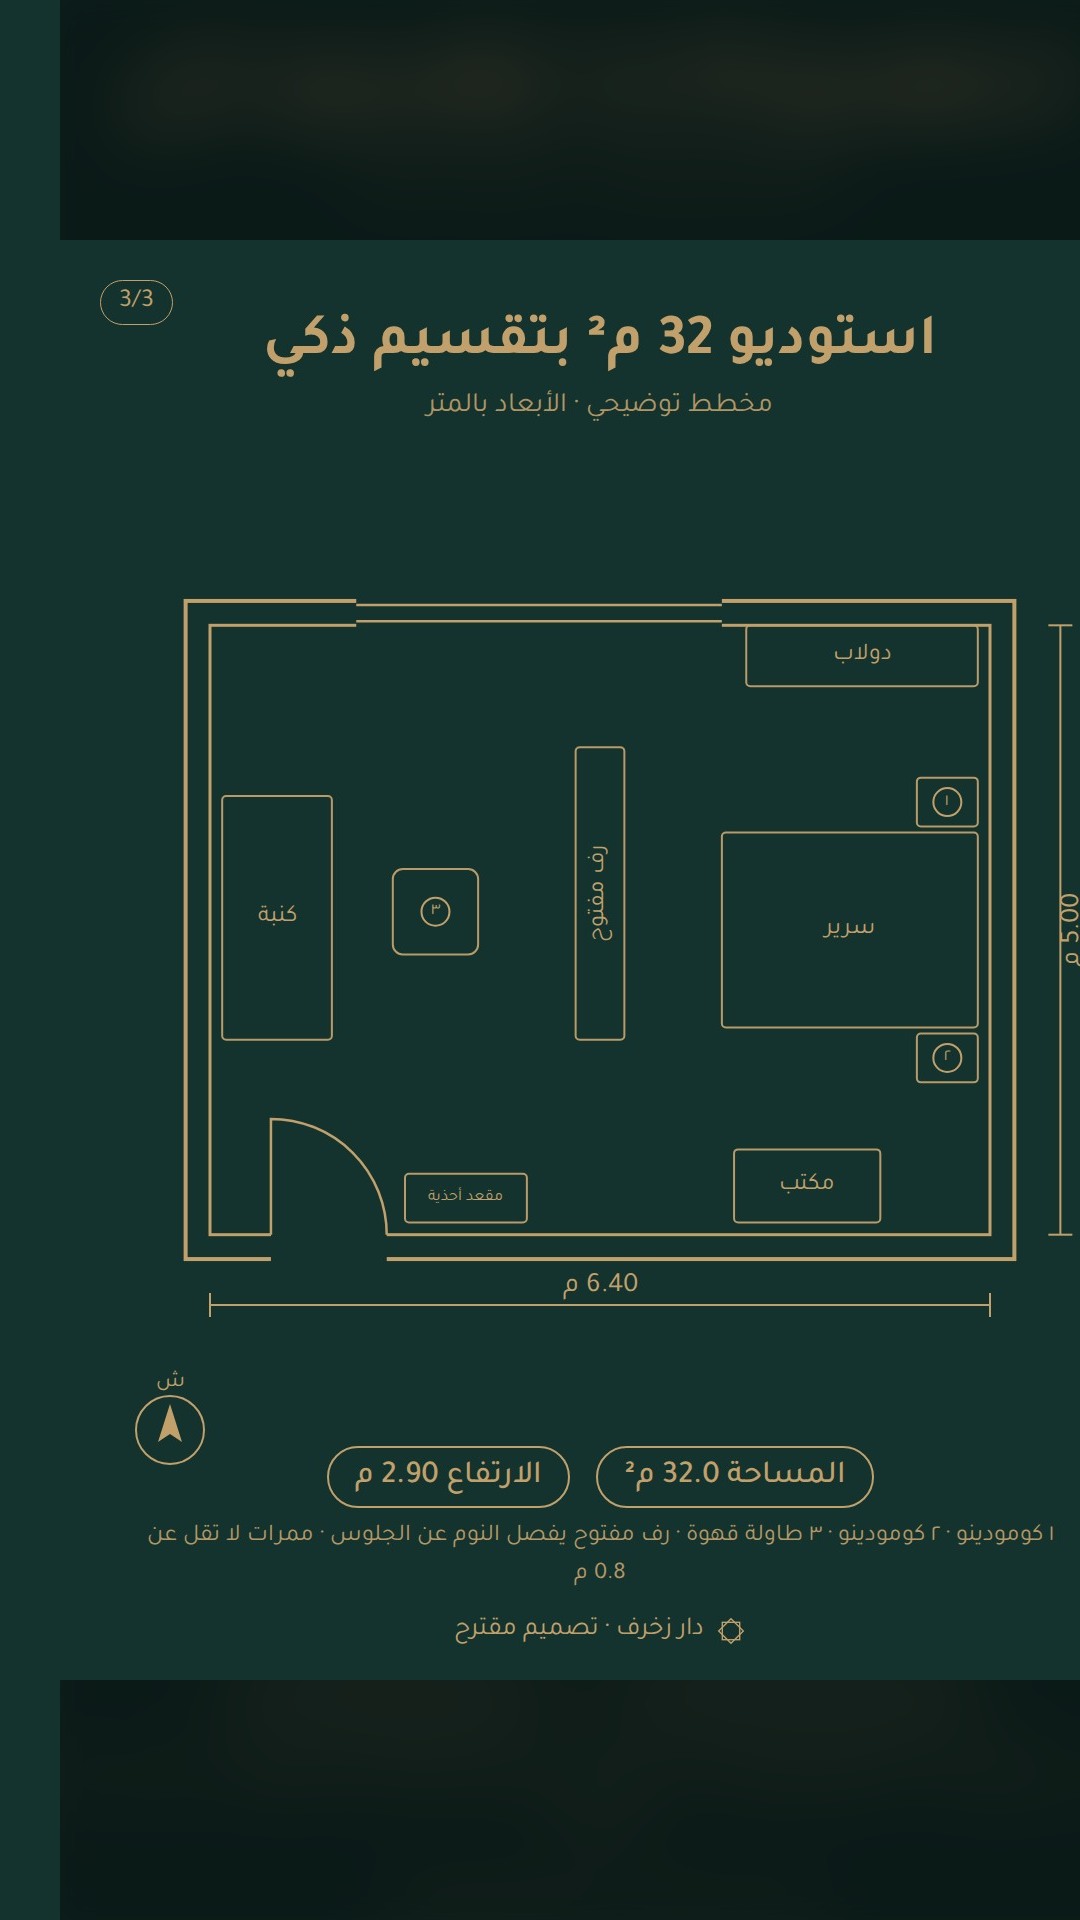 3/3
استوديو 32 م² بتقسيم ذكي
مخطط توضيحي · الأبعاد بالمتر
دولاب
١
رف مفتوح
كنبة
٣
سرير
5.00 م
٢
مقعد أحذية
مكتب
6.40 م
ش
المساحة 32.0 م²
الارتفاع 2.90 م
١ كومودينو · ٢ كومودينو · ٣ طاولة قهوة · رف مفتوح يفصل النوم عن الجلوس · ممرات لا تقل عن
0.8 م
دار زخرف · تصميم مقترح